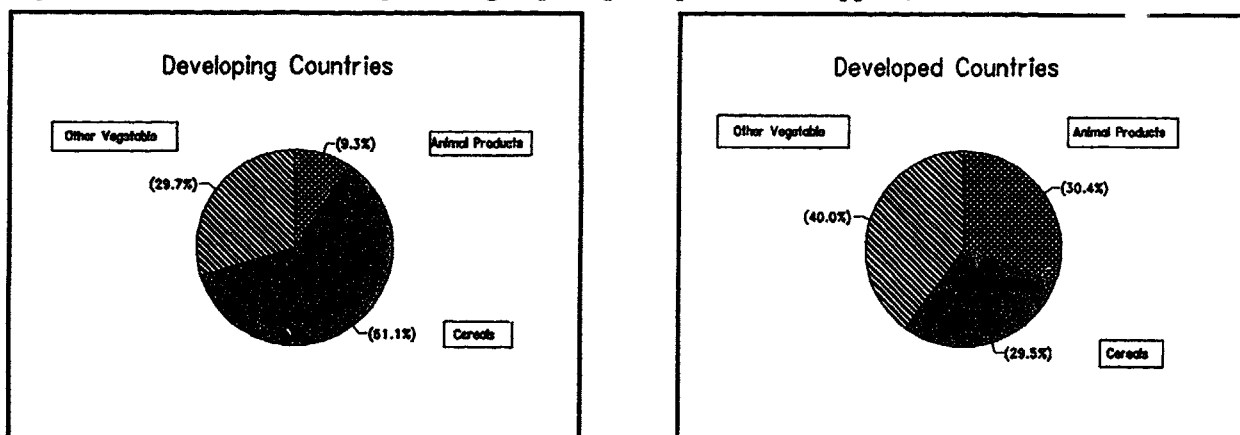 Developing Countries
Other Vegetable
(9.3%)
Animal Products
(29.7%)
(61.1%)
Cereals
Developed Countries
Other Vegetable
Animal Products
(30.4%)
(40.0%)
(29.5%)
Cereals